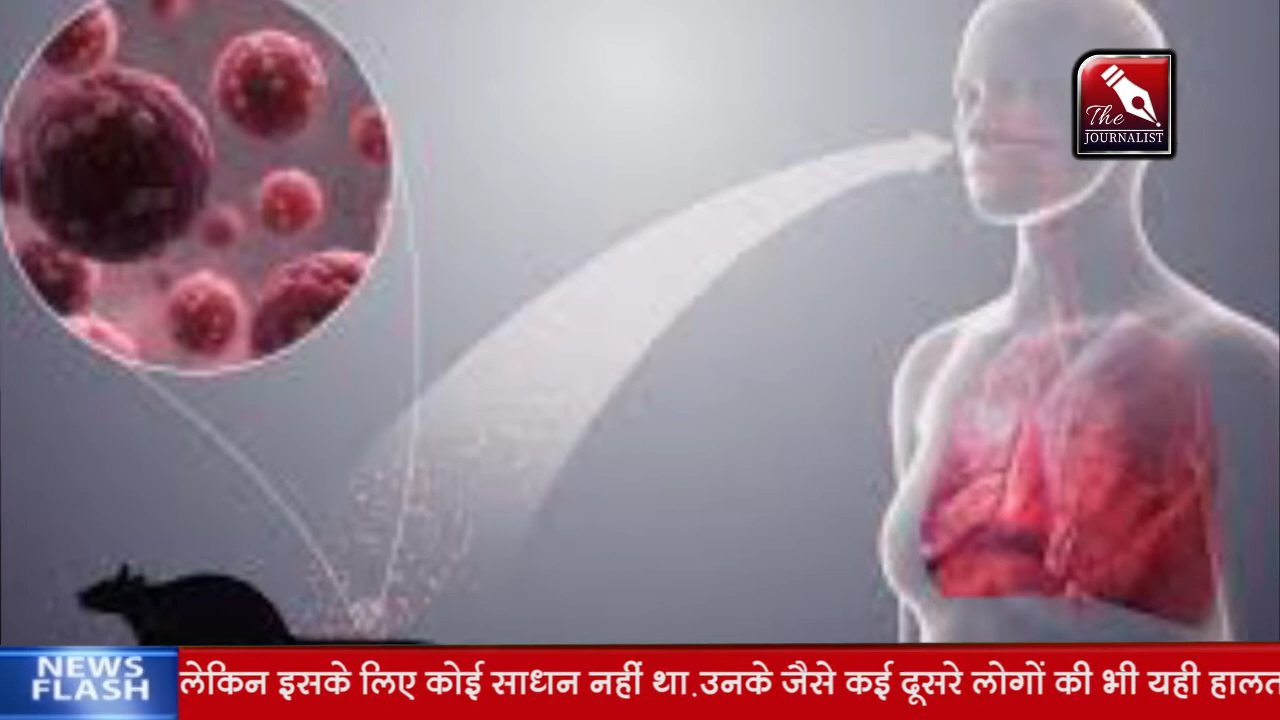 The
JOURNALIST
NEWS
FLASH
लेकिन इसके लिए कोई साधन नहीं था.उनके जैसे कई दूसरे लोगों की भी यही हालत